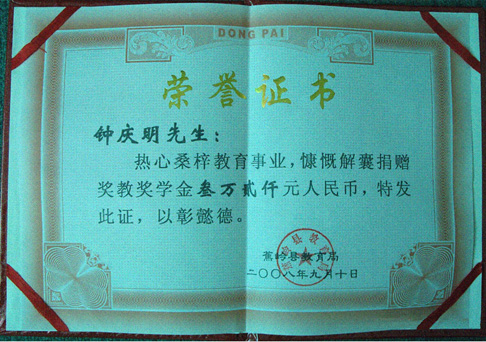 DONG PAI
荣誉证书
钟庆明先生：
热心桑梓教育事业，慷慨解囊捐赠
奖教奖学金叁万贰仟元人民币，特发
此证，以彰懿德。
蕉岭县教育局
二〇〇八年九月十日